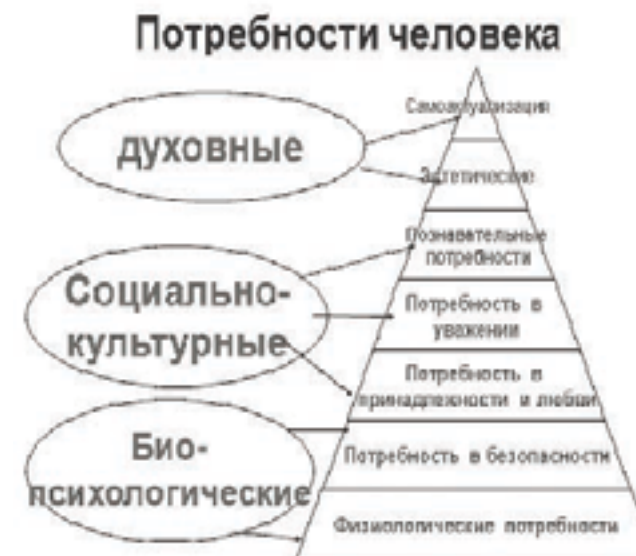 Потребности человека
духовные
Социально-
культурные
Био-
психологические
Самоактуализация
Эстетические
Познавательные
потребности
Потребность в
уважении
Потребность в
принадлежности и любви
Потребность в безопасности
Физиологические потребности